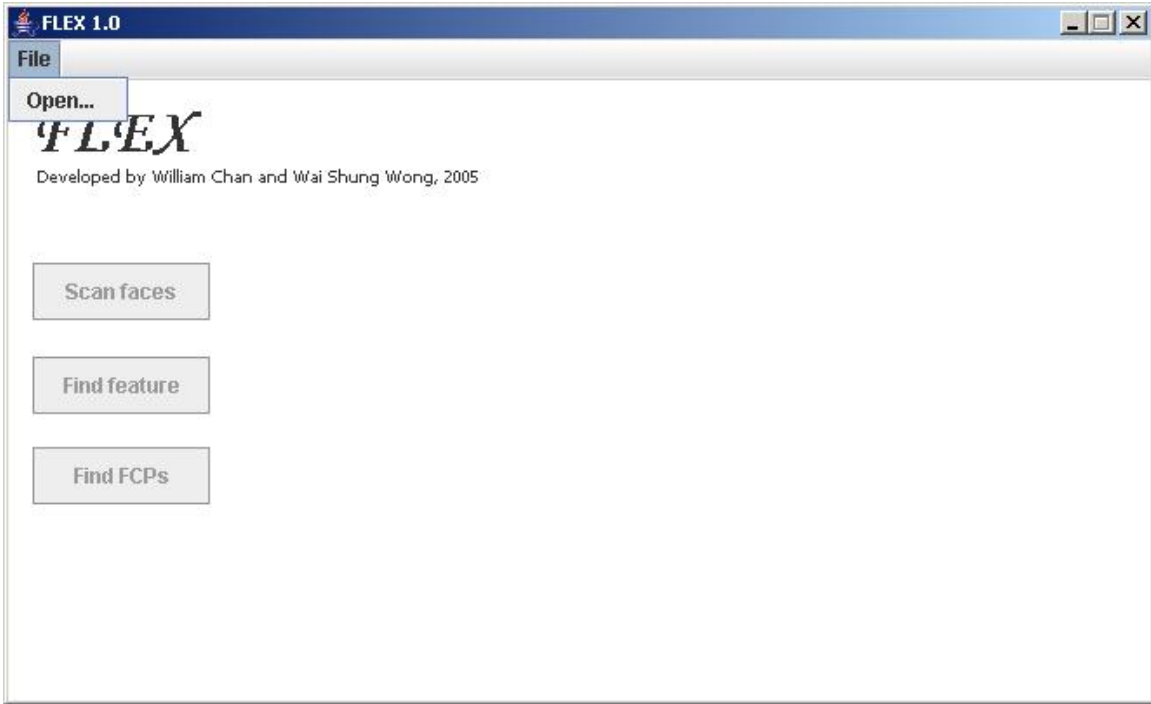 FLEX 1.0
File
Open...
FLEX
Developed by William Chan and Wai Shung Wong, 2005
Scan faces
Find feature
Find FCPs